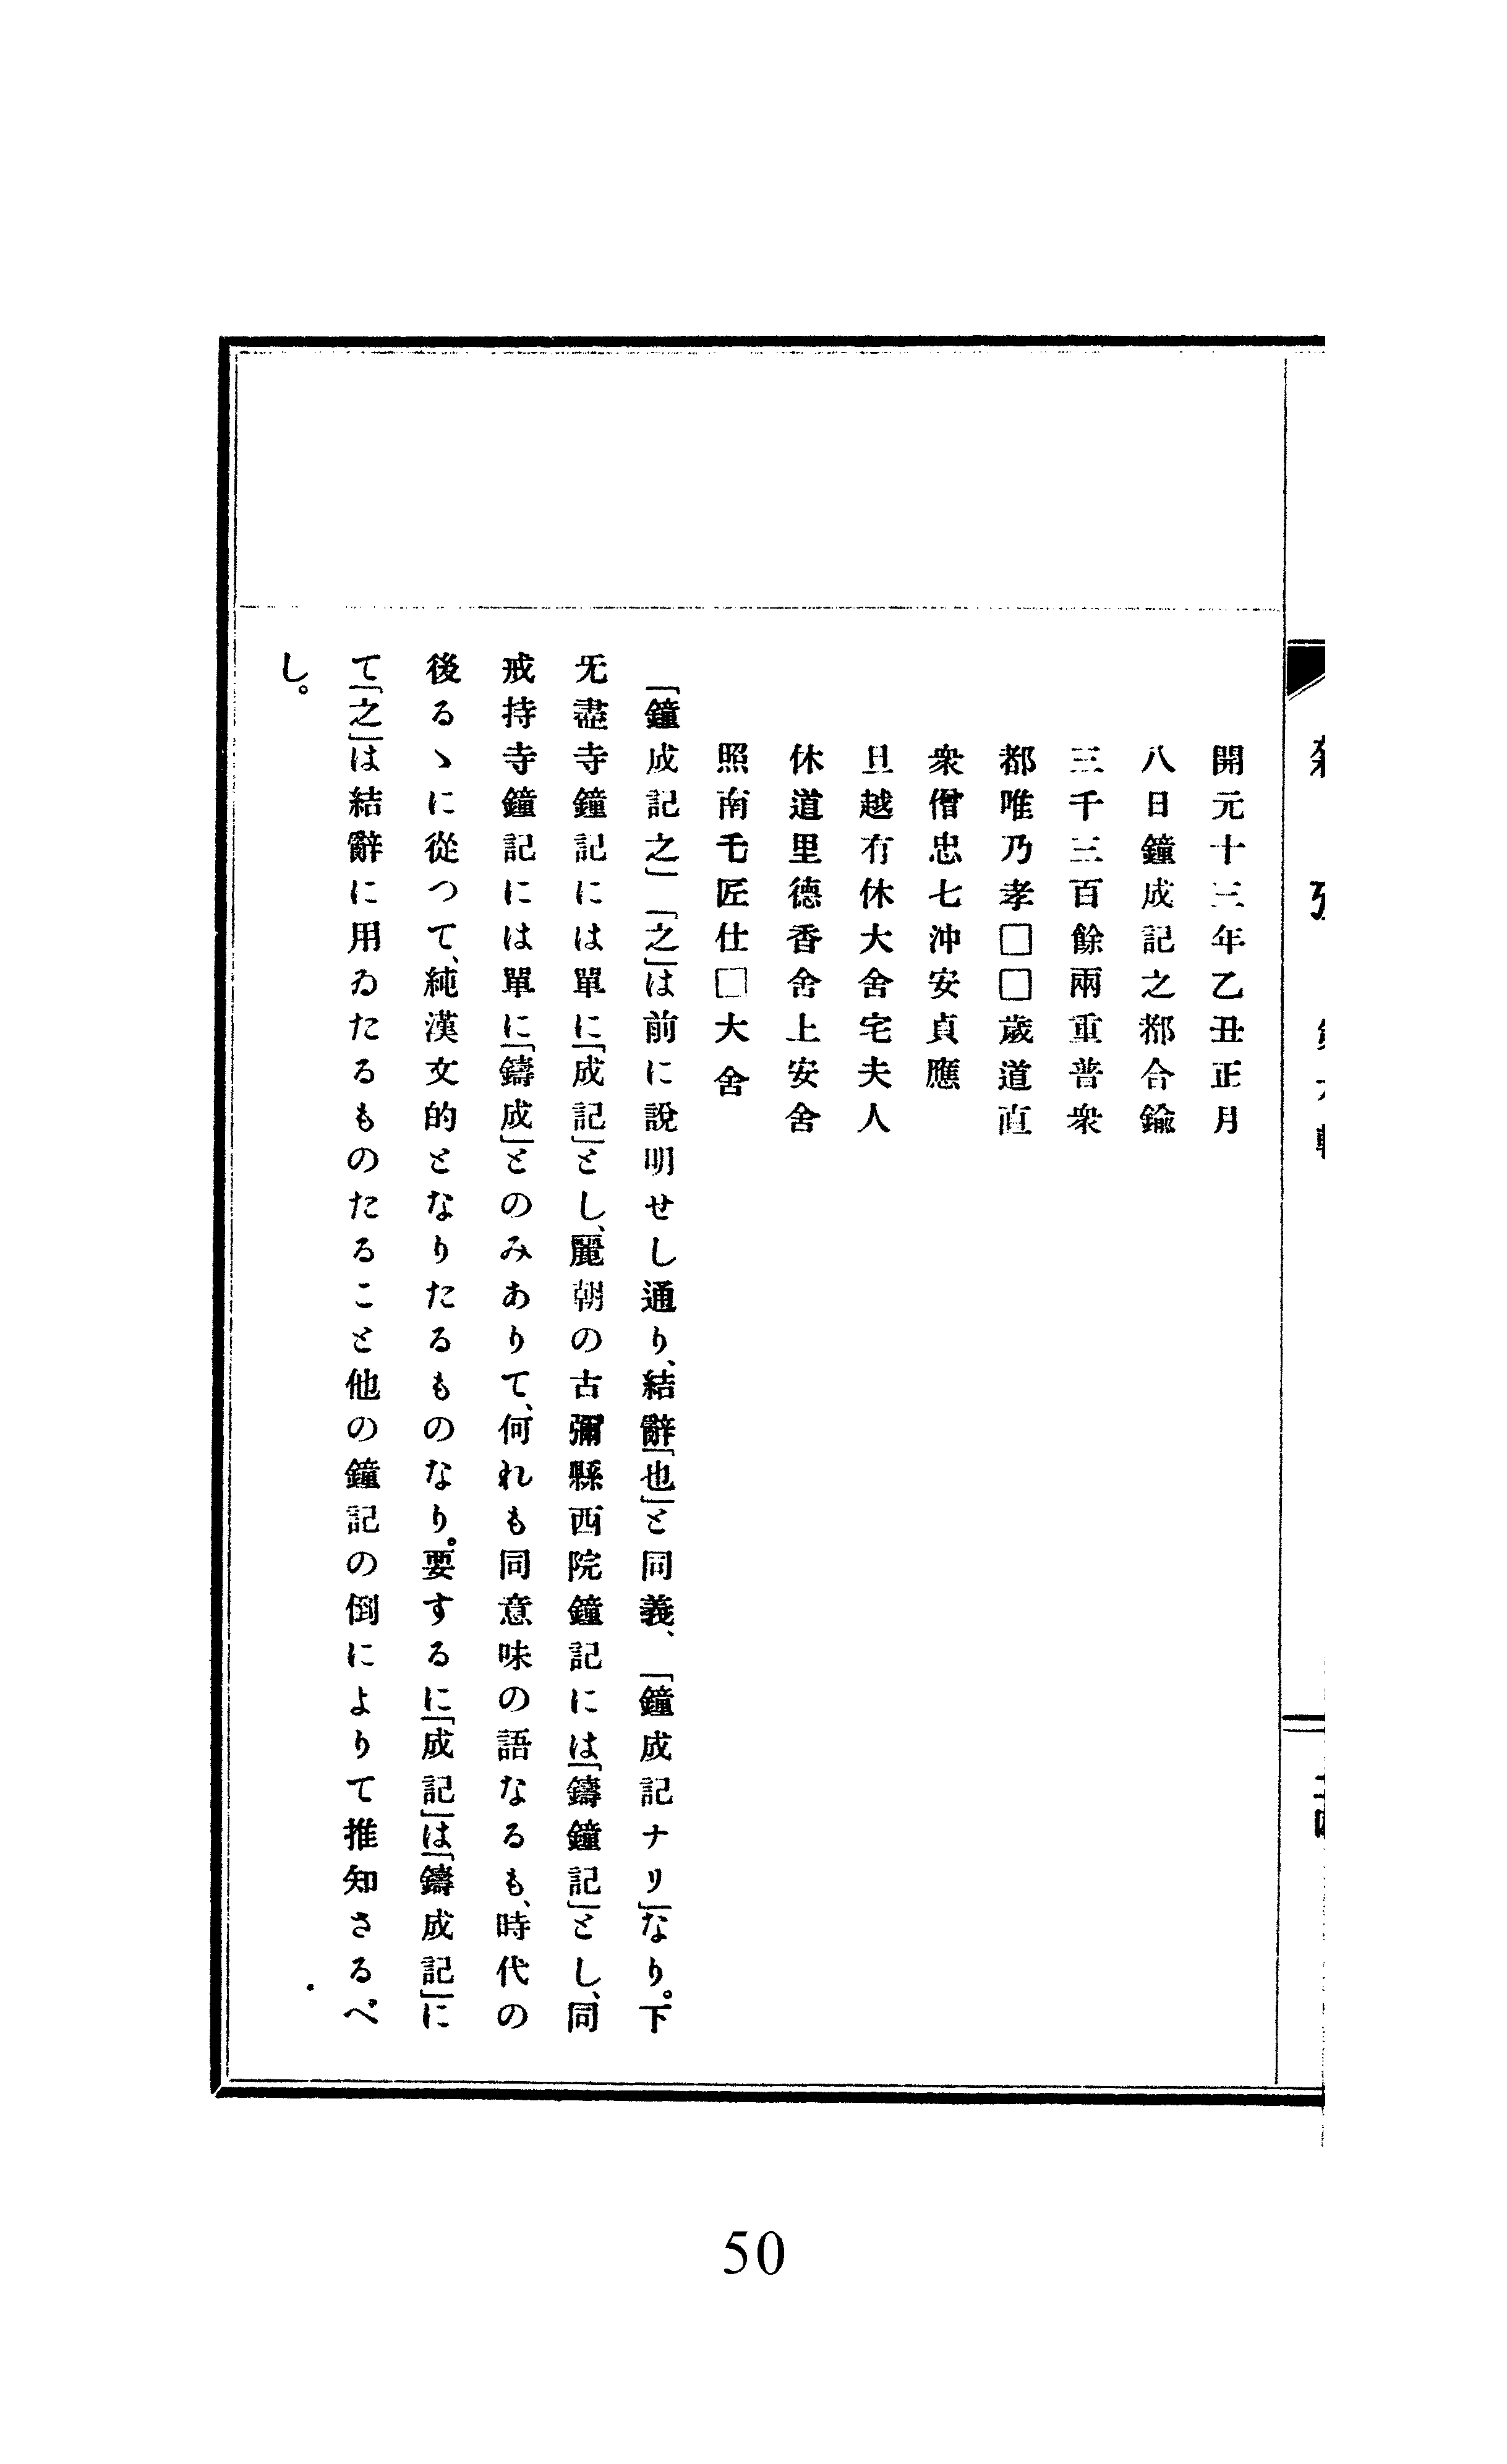 開元十三年乙丑正月
八日鐘成記之都合鍮
三千三百餘兩重普衆
都唯乃孝□□歲道直
衆僧忠七沖安貞應
旦越有休大舍宅夫人
休道里德香舍上安舍
照南毛匠仕□大舍
「鐘成記之」「之」は前に說明せし通り、結辭「也」と同義、「鐘成記ナリ」なり。下
无盡寺鐘記には單に「成記」とし、麗朝の古彌縣西院鐘記には「鑄鐘記」とし、同
戒持寺鐘記には單に「鑄成」とのみありて、何れも同意味の語なるも、時代の
後るゝに從つて、純漢文的となりたるものなり。要するに「成記」は「鑄成記」に
て「之」は結辭に用ゐたるものたること他の鐘記の倒によりて推知さるべ
し。
50